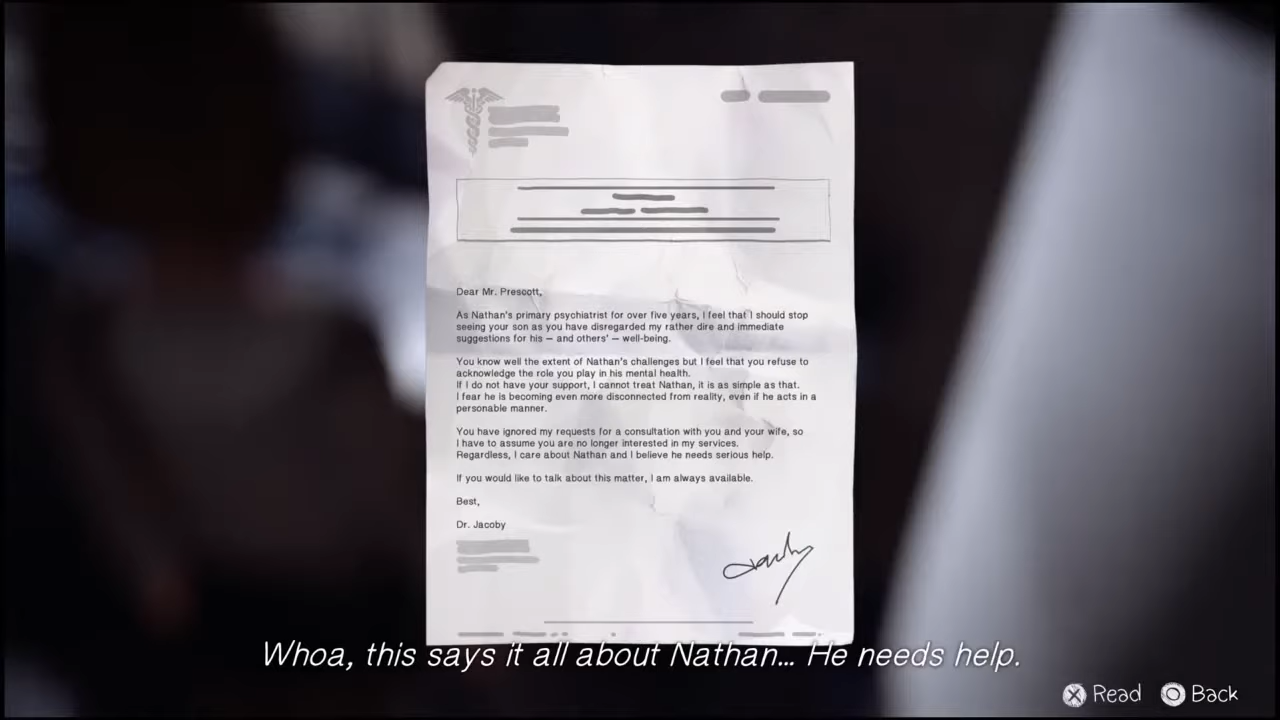 Dear Mr. Prescott,
As Nathan's primary psychiatrist for over five years, I feel that I should stop
seeing your son as you have disregarded my rather dire and immediate
suggestions for his – and others' – well-being.
You know well the extent of Nathan's challenges but I feel that you refuse to
acknowledge the role you play in his mental health.
If I do not have your support, I cannot treat Nathan, it is as simple as that.
I fear he is becoming even more disconnected from reality, even if he acts in a
personable manner.
You have ignored my requests for a consultation with you and your wife, so
I have to assume you are no longer interested in my services.
Regardless, I care about Nathan and I believe he needs serious help.
If you would like to talk about this matter, I am always available.
Best,
Dr. Jacoby
Whoa, this says it all about Nathan... He needs help.
Read Back